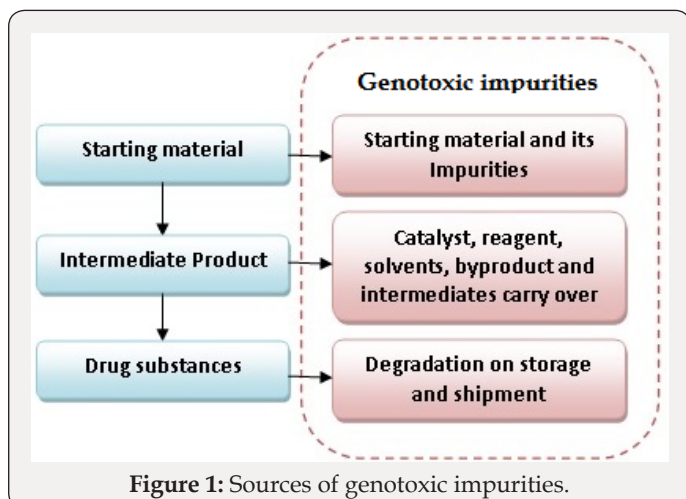 Genotoxic impurities
Starting material
Starting material and its
Impurities
Intermediate Product
Catalyst, reagent,
solvents, byproduct and
intermediates carry over
Drug substances
Degradation on storage
and shipment
Figure 1: Sources of genotoxic impurities.